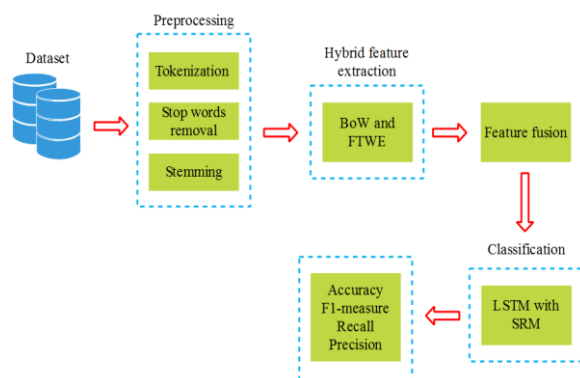 Dataset
Preprocessing
Tokenization
Stop words
removal
Stemming
Hybrid feature
extraction
BoW and
FTWE
Feature fusion
Classification
LSTM with
SRM
Accuracy
F1-measure
Recall
Precision